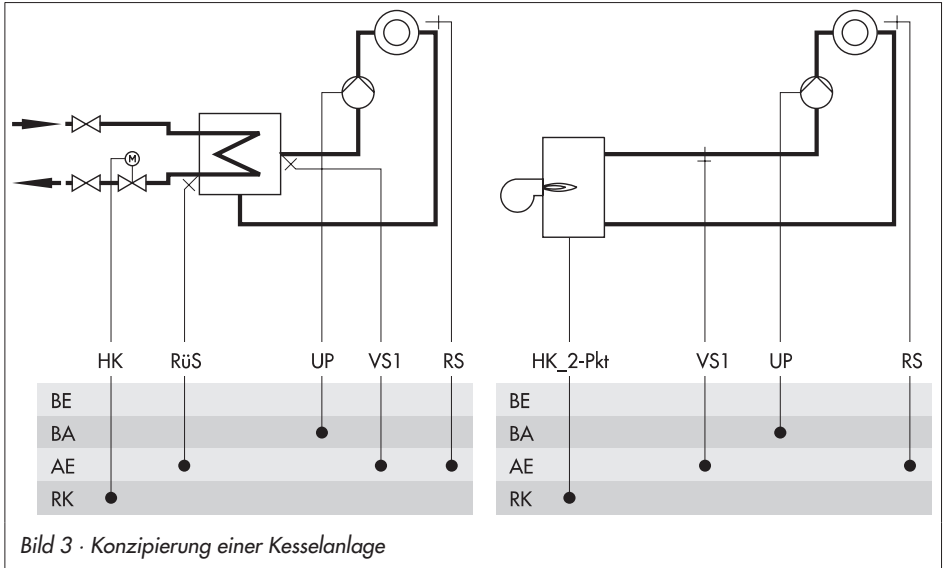 M
HK RüS UP VS1 RS HK_2-Pkt VS1 UP RS
BE BE
BA BA
AE AE
RK RK
Bild 3 · Konzipierung einer Kesselanlage